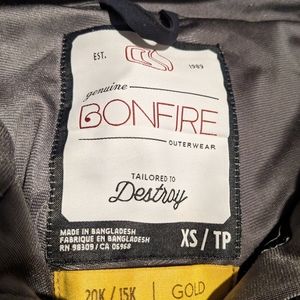 EST. 1989
genuine
BONFIRE
OUTERWEAR
TAILORED TO
Destroy
MADE IN BANGLADESH
FABRIQUE EN BANGLADESH
RN 98309 / CA 06968
XS / TP
20K / 15K | GOLD